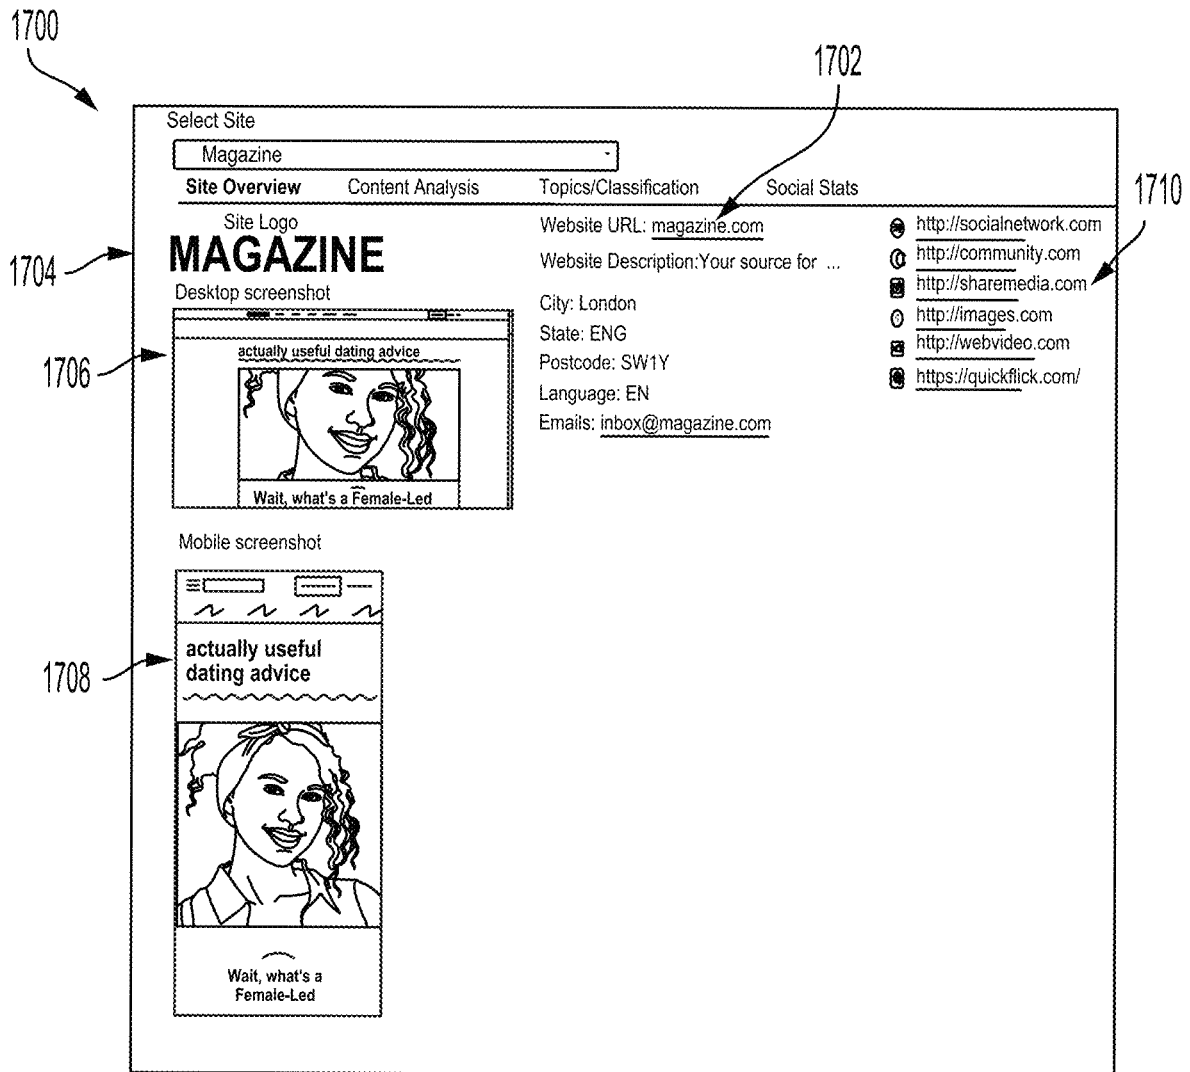 1700
1702
Select Site
Magazine
Site Overview Content Analysis Topics/Classification Social Stats
1710
1704
Site Logo
MAGAZINE
Desktop screenshot
1706
actually useful dating advice
Wait, what's a Female-Led
Website URL: magazine.com
Website Description:Your source for ...
City: London
State: ENG
Postcode: SW1Y
Language: EN
Emails: inbox@magazine.com
http://socialnetwork.com
http://community.com
http://sharemedia.com
http://images.com
http://webvideo.com
https://quickflick.com/
Mobile screenshot
1708
actually useful
dating advice
Wait, what's a
Female-Led